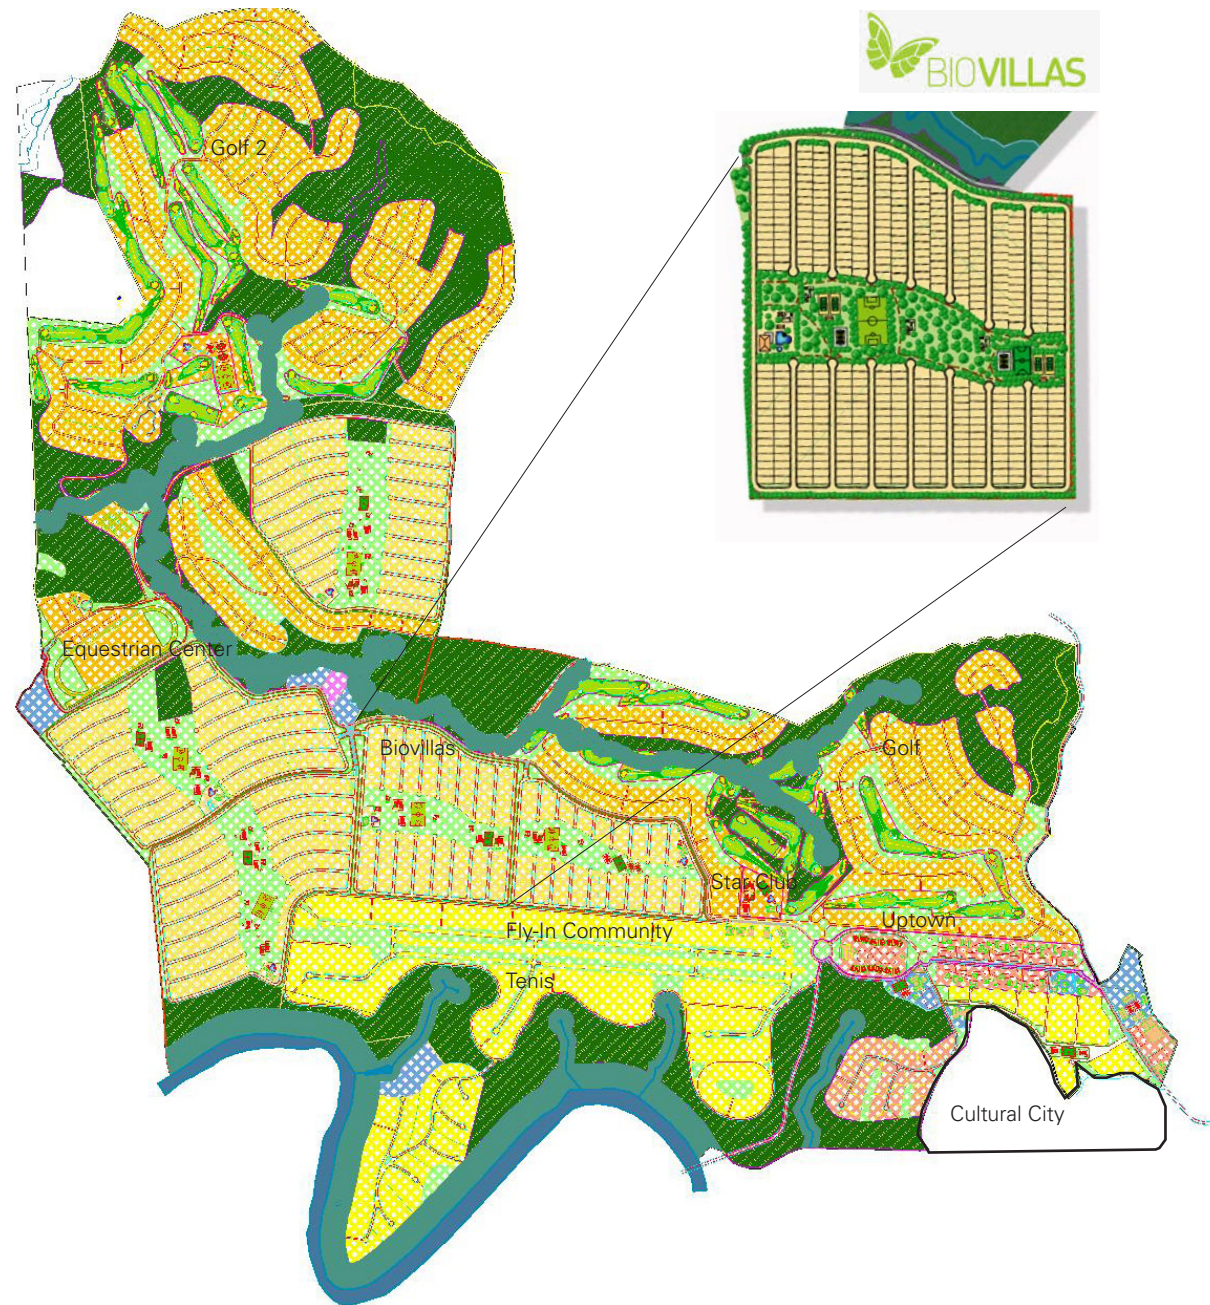 BIOVILLAS
Golf 2
Equestrian Center
Biovillas
Golf
Star Club
Uptown
Fly-In Community
Tenis
Cultural City